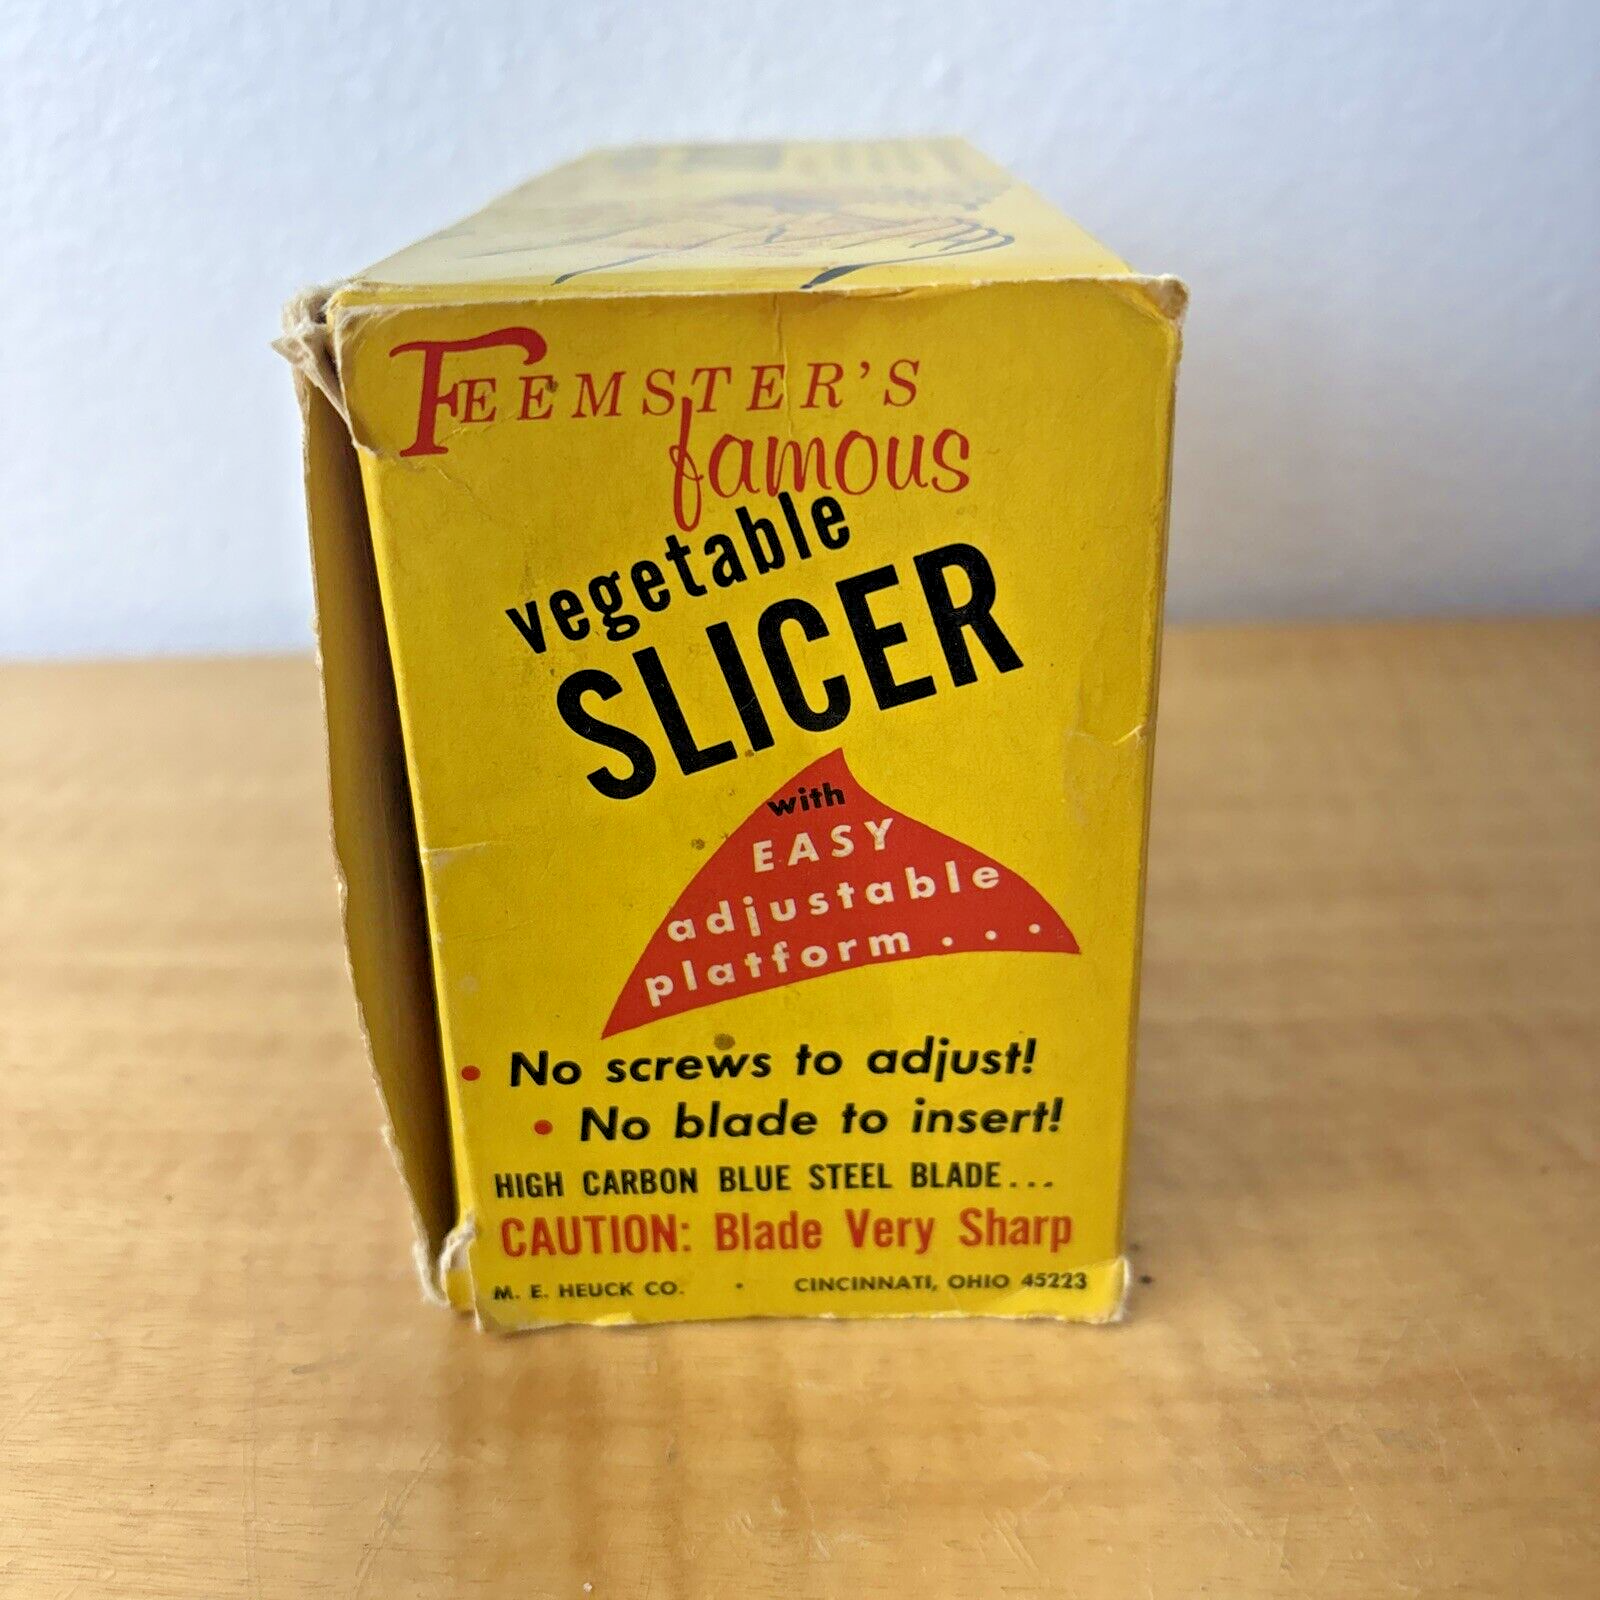 FEEMSTER'S
famous
vegetable
SLICER
with
EASY
adjustable
platform...
• No screws to adjust!
• No blade to insert!
HIGH CARBON BLUE STEEL BLADE...
CAUTION: Blade Very Sharp
M. E. HEUCK CO. • CINCINNATI, OHIO 45223